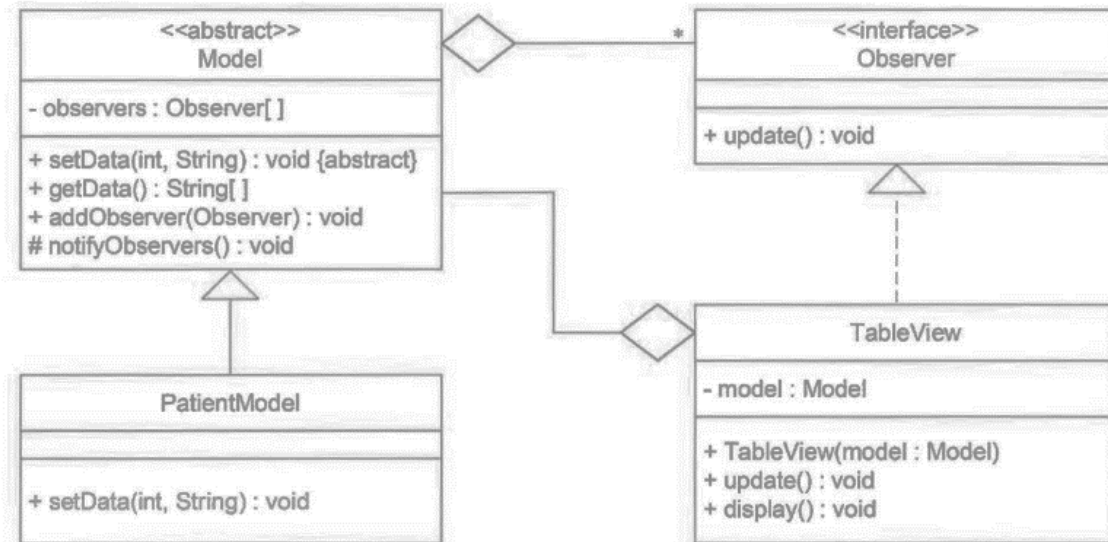 <<abstract>>
Model
- observers : Observer[ ]
+ setData(int, String) : void {abstract}
+ getData() : String[ ]
+ addObserver(Observer) : void
# notifyObservers() : void
*
<<interface>>
Observer
+ update() : void
PatientModel
+ setData(int, String) : void
TableView
- model : Model
+ TableView(model : Model)
+ update() : void
+ display() : void